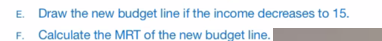 E. Draw the new budget line if the income decreases to 15.
F. Calculate the MRT of the new budget line.